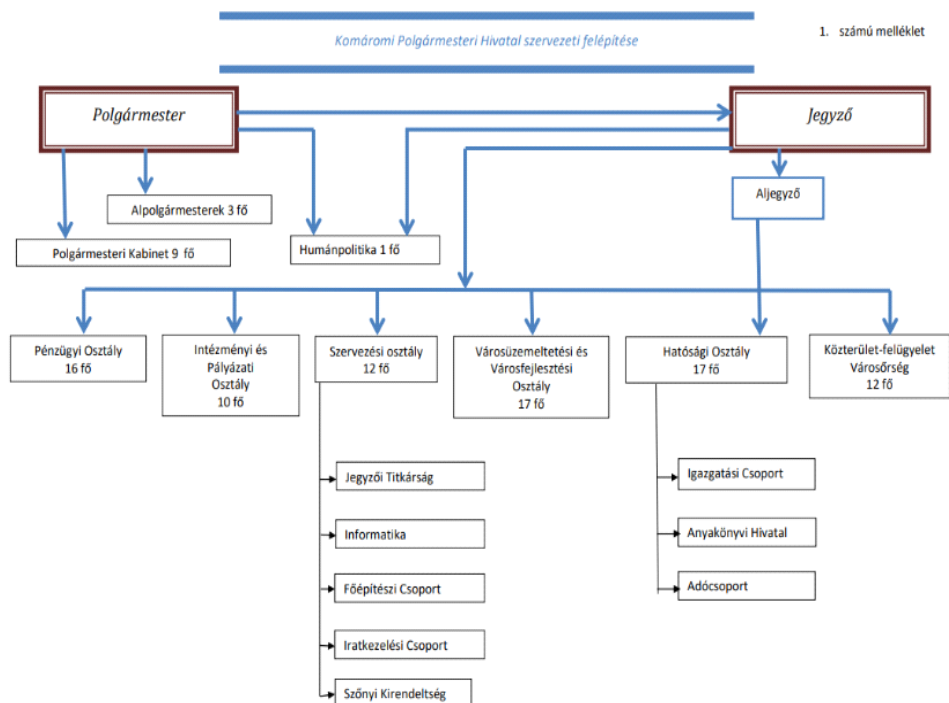 Komáromi Polgármesteri Hivatal szervezeti felépítése
1. számú melléklet
Polgármester
Jegyző
Aljegyző
Alpolgármesterek 3 fő
Polgármesteri Kabinet 9 fő
Humánpolitika 1 fő
Pénzügyi Osztály
16 fő
Intézményi és
Pályázati
Osztály
10 fő
Szervezési osztály
12 fő
Városüzemeltetési és
Városfejlesztési
Osztály
17 fő
Hatósági Osztály
17 fő
Közterület-felügyelet
Városőrség
12 fő
Jegyzői Titkárság
Informatika
Főépítészi Csoport
Iratkezelési Csoport
Szőnyi Kirendeltség
Igazgatási Csoport
Anyakönyvi Hivatal
Adócsoport